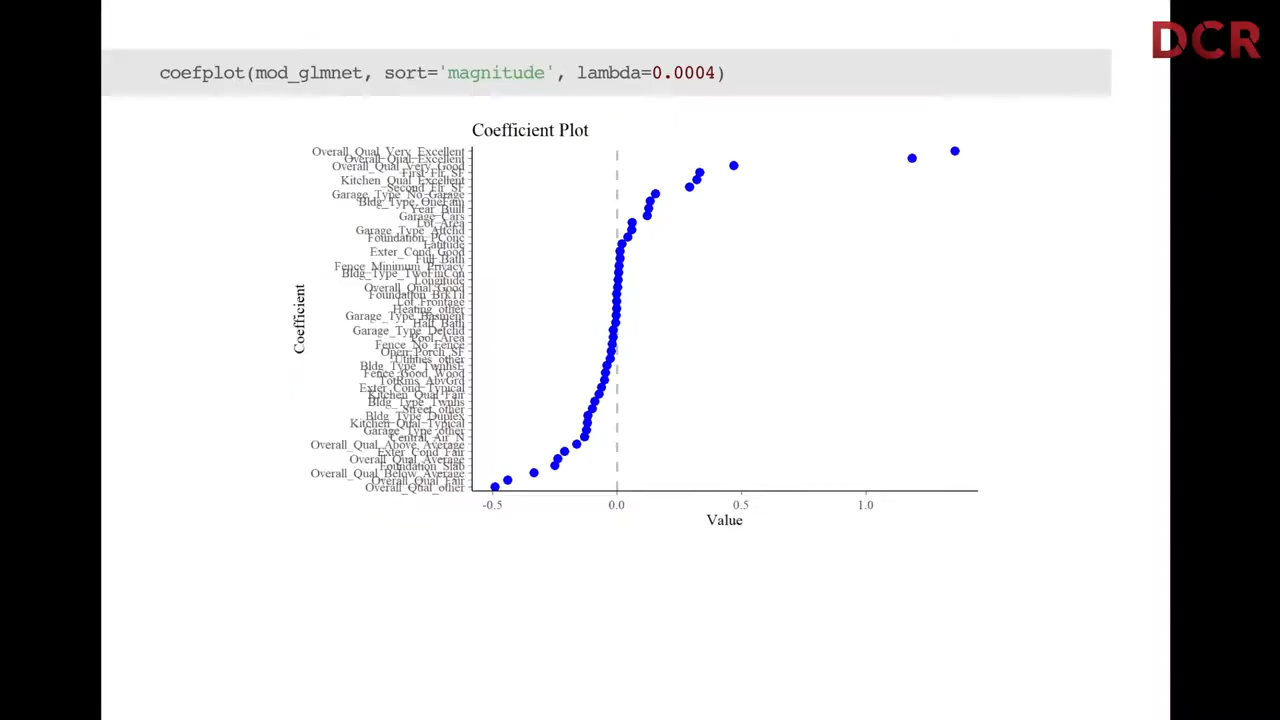 DCR
coefplot(mod_glmnet, sort='magnitude', lambda=0.0004)
Coefficient Plot
Overall_Qual_Very_Excellent
Overall_Qual_Excellent
Overall_Qual_Very_Good
First_Flr_SF
Kitchen_Qual_Excellent
Second_Flr_SF
Garage_Type_No_Garage
Bldg_Type_OneFam
Year_Built
Garage_Cars
Lot_Area
Garage_Type_Attchd
Foundation_PConc
Latitude
Exter_Cond_Good
Full_Bath
Fence_Minimum_Privacy
Bldg_Type_TwoFmCon
Longitude
Overall_Qual_Good
Foundation_BrkTil
Lot_Frontage
Heating_other
Garage_Type_Basment
Half_Bath
Garage_Type_Detchd
Pool_Area
Fence_No_Fence
Open_Porch_SF
Utilities_other
Bldg_Type_TwnhsE
Fence_Good_Wood
TotRms_AbvGrd
Exter_Cond_Typical
Kitchen_Qual_Fair
Bldg_Type_Twnhs
Street_other
Bldg_Type_Duplex
Kitchen_Qual_Typical
Garage_Type_other
Central_Air_N
Overall_Qual_Above_Average
Exter_Cond_Fair
Overall_Qual_Average
Foundation_Slab
Overall_Qual_Below_Average
Overall_Qual_Fair
Overall_Qual_other
Coefficient
-0.5 0.0 0.5 1.0
Value